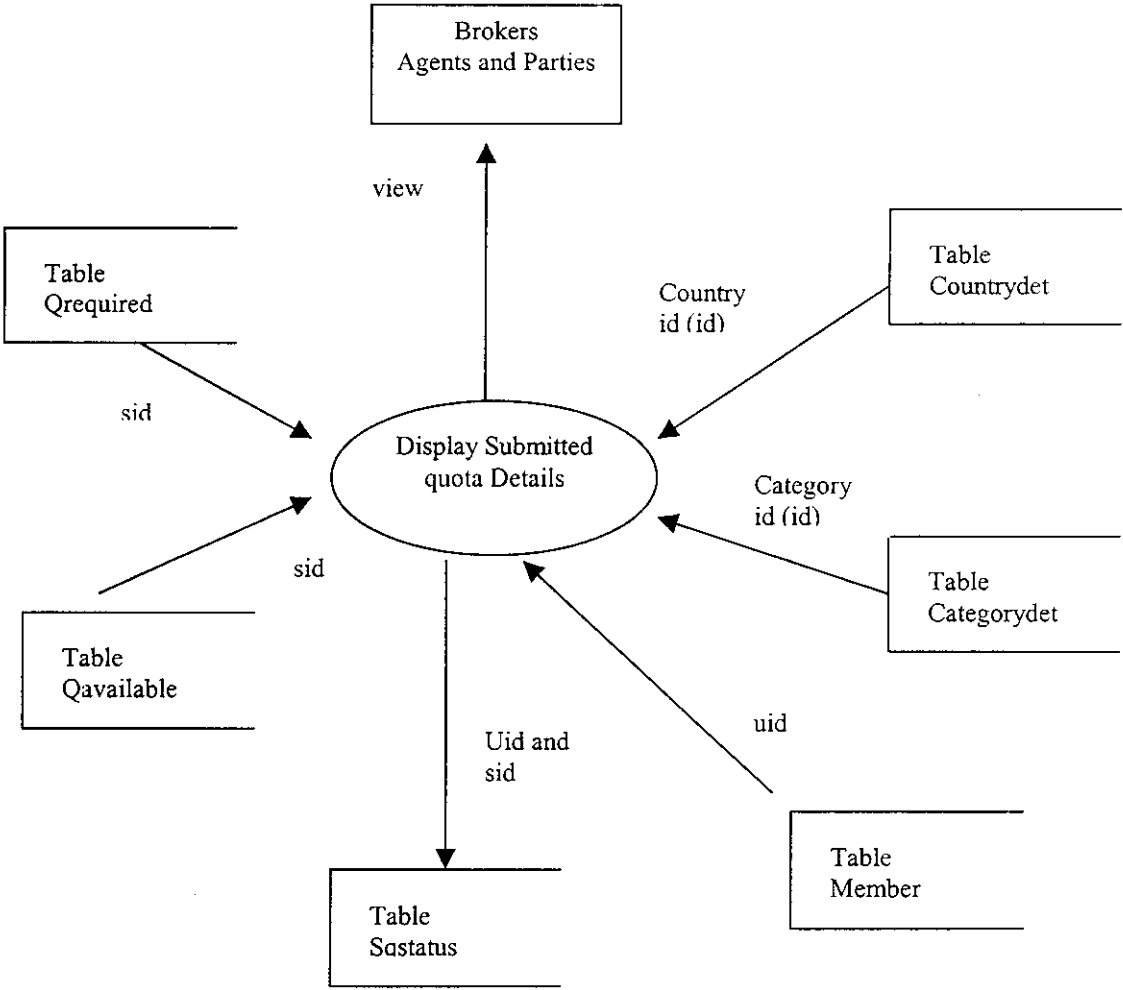 Brokers
Agents and Parties
view
Table
Qrequired
Table
Countrydet
Country
id (id)
sid
Display Submitted
quota Details
Category
id (id)
sid
Table
Categorydet
Table
Qavailable
uid
Uid and
sid
Table
Member
Table
Sqstatus